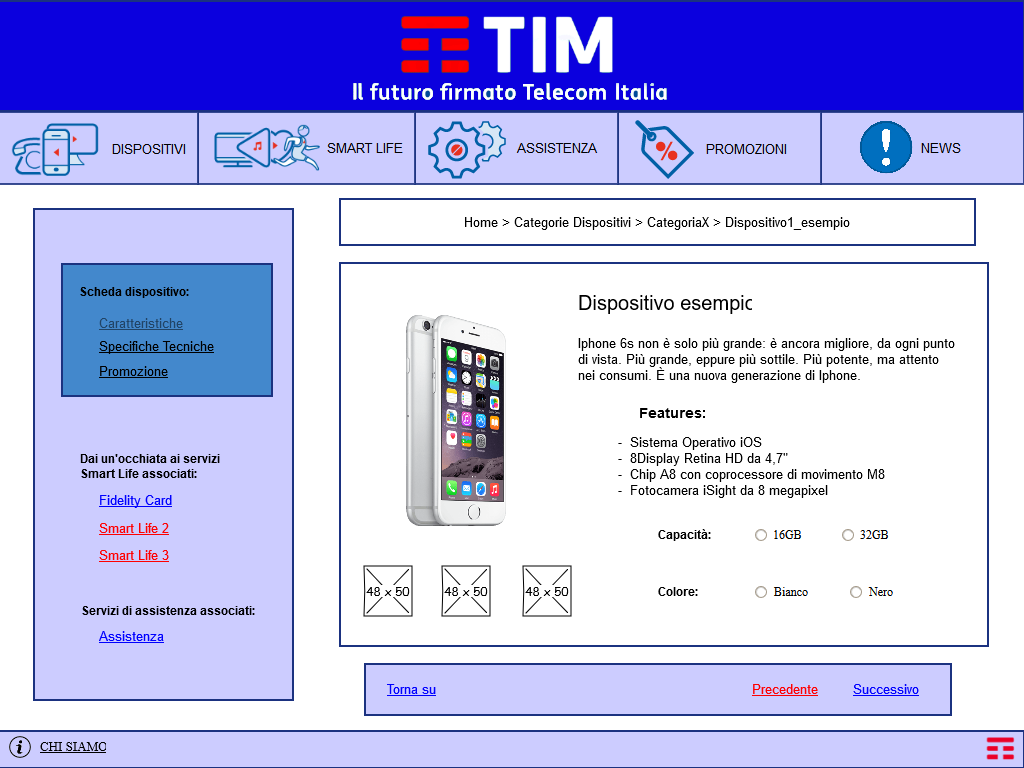 TIM
Il futuro firmato Telecom Italia
DISPOSITIVI
SMART LIFE
ASSISTENZA
PROMOZIONI
NEWS
Home > Categorie Dispositivi > CategoriaX > Dispositivo1_esempio
Scheda dispositivo:
Caratteristiche
Specifiche Tecniche
Promozione
Dai un'occhiata ai servizi
Smart Life associati:
Fidelity Card
Smart Life 2
Smart Life 3
Servizi di assistenza associati:
Assistenza
Dispositivo esempio
Iphone 6s non è solo più grande: è ancora migliore, da ogni punto
di vista. Più grande, eppure più sottile. Più potente, ma attento
nei consumi. È una nuova generazione di Iphone.
Features:
- Sistema Operativo iOS
- 8Display Retina HD da 4,7"
- Chip A8 con coprocessore di movimento M8
- Fotocamera iSight da 8 megapixel
Capacità: 16GB 32GB
Colore: Bianco Nero
48 x 50 48 x 50 48 x 50
Torna su Precedente Successivo
i CHI SIAMO